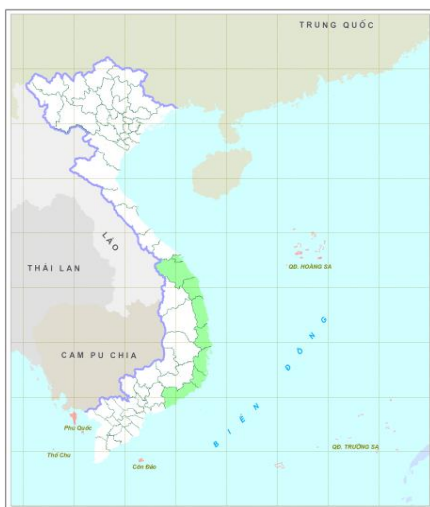 TRUNG QUỐC
LÀO
QĐ. HOÀNG SA
THÁI LAN
CAM PU CHIA
BIỂN ĐÔNG
Phú Quốc
QĐ. TRƯỜNG SA
Thổ Chu
Côn Đảo